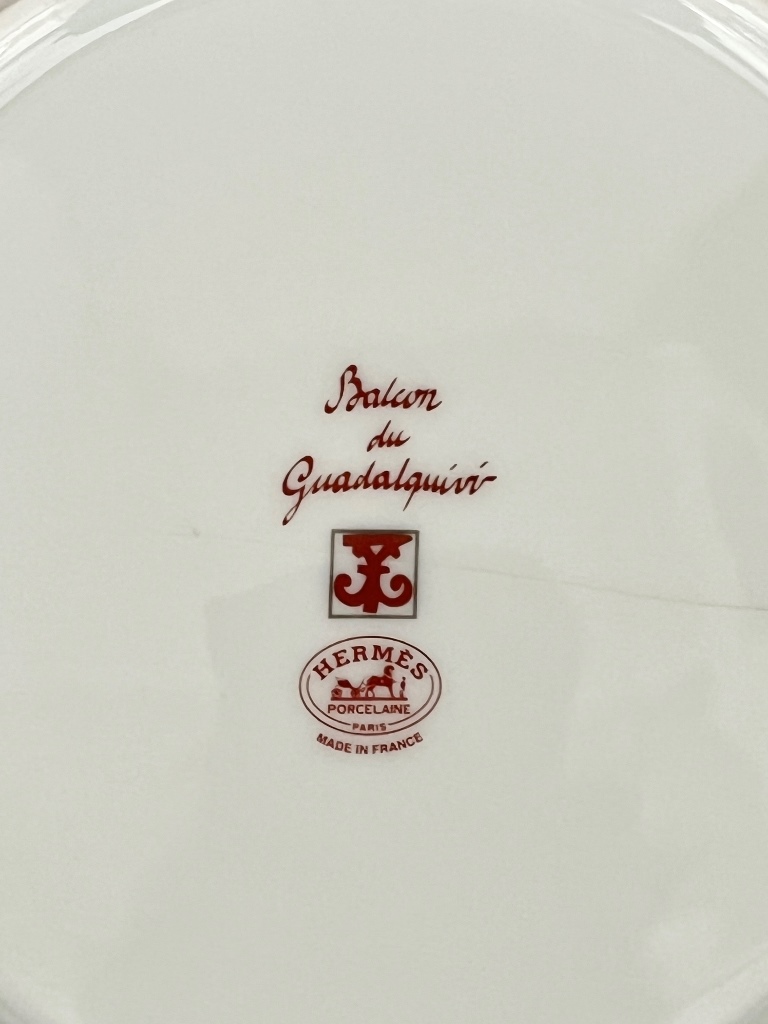 Balcon
du
Guadalquivir
HERMÈS
PORCELAINE
PARIS
MADE IN FRANCE